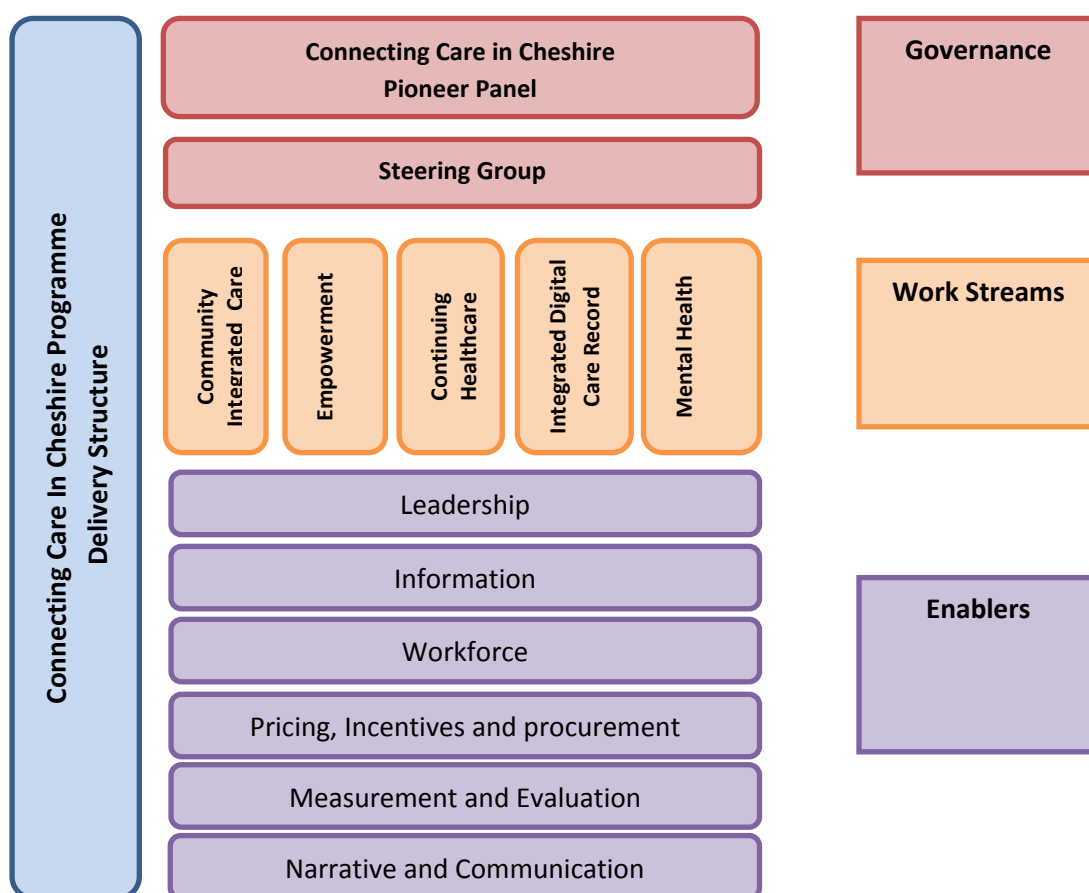 Connecting Care In Cheshire Programme
Delivery Structure
Connecting Care in Cheshire
Pioneer Panel
Steering Group
Community
Integrated Care
Empowerment
Continuing
Healthcare
Integrated Digital
Care Record
Mental Health
Leadership
Information
Workforce
Pricing, Incentives and procurement
Measurement and Evaluation
Narrative and Communication
Governance
Work Streams
Enablers